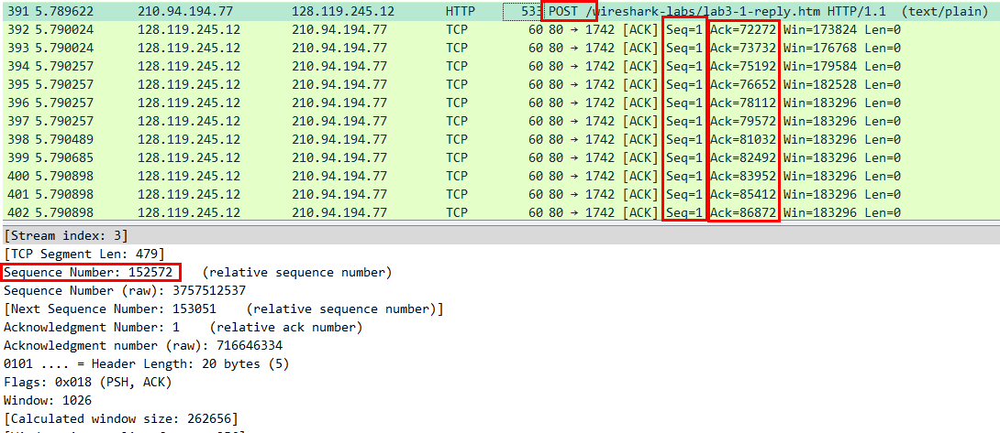 391 5.789622 210.94.194.77 128.119.245.12 HTTP 533 POST /wireshark-labs/lab3-1-reply.htm HTTP/1.1 (text/plain)
392 5.790024 128.119.245.12 210.94.194.77 TCP 60 80 → 1742 [ACK] Seq=1 Ack=72272 Win=173824 Len=0
393 5.790024 128.119.245.12 210.94.194.77 TCP 60 80 → 1742 [ACK] Seq=1 Ack=73732 Win=176768 Len=0
394 5.790257 128.119.245.12 210.94.194.77 TCP 60 80 → 1742 [ACK] Seq=1 Ack=75192 Win=179584 Len=0
395 5.790257 128.119.245.12 210.94.194.77 TCP 60 80 → 1742 [ACK] Seq=1 Ack=76652 Win=182528 Len=0
396 5.790257 128.119.245.12 210.94.194.77 TCP 60 80 → 1742 [ACK] Seq=1 Ack=78112 Win=183296 Len=0
397 5.790257 128.119.245.12 210.94.194.77 TCP 60 80 → 1742 [ACK] Seq=1 Ack=79572 Win=183296 Len=0
398 5.790489 128.119.245.12 210.94.194.77 TCP 60 80 → 1742 [ACK] Seq=1 Ack=81032 Win=183296 Len=0
399 5.790685 128.119.245.12 210.94.194.77 TCP 60 80 → 1742 [ACK] Seq=1 Ack=82492 Win=183296 Len=0
400 5.790898 128.119.245.12 210.94.194.77 TCP 60 80 → 1742 [ACK] Seq=1 Ack=83952 Win=183296 Len=0
401 5.790898 128.119.245.12 210.94.194.77 TCP 60 80 → 1742 [ACK] Seq=1 Ack=85412 Win=183296 Len=0
402 5.790898 128.119.245.12 210.94.194.77 TCP 60 80 → 1742 [ACK] Seq=1 Ack=86872 Win=183296 Len=0
[Stream index: 3]
[TCP Segment Len: 479]
Sequence Number: 152572 (relative sequence number)
Sequence Number (raw): 3757512537
[Next Sequence Number: 153051 (relative sequence number)]
Acknowledgment Number: 1 (relative ack number)
Acknowledgment number (raw): 716646334
0101 .... = Header Length: 20 bytes (5)
Flags: 0x018 (PSH, ACK)
Window: 1026
[Calculated window size: 262656]